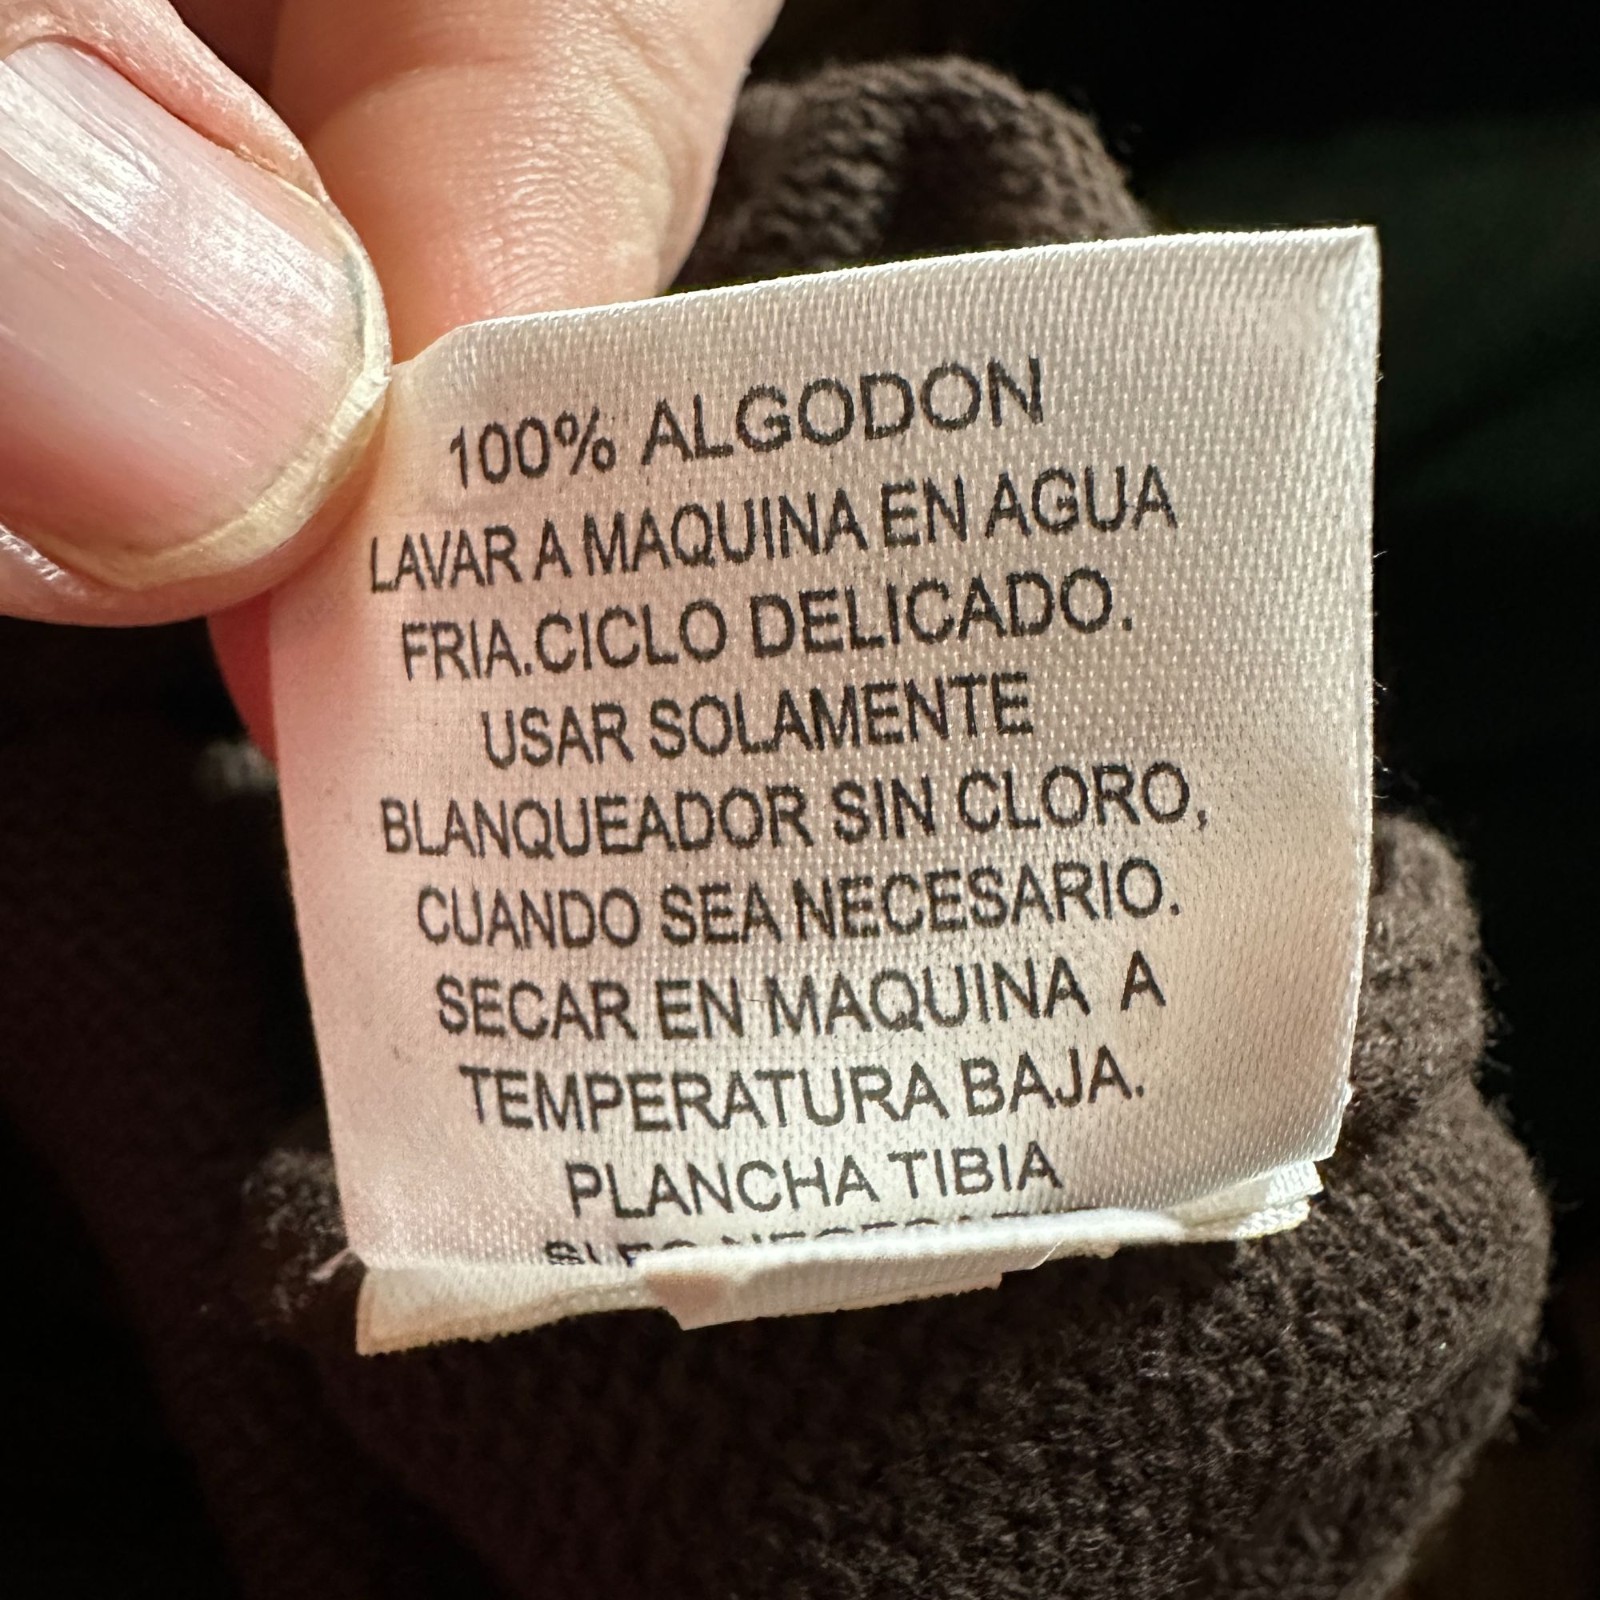 100% ALGODON
LAVAR A MAQUINA EN AGUA
FRIA.CICLO DELICADO.
USAR SOLAMENTE
BLANQUEADOR SIN CLORO,
CUANDO SEA NECESARIO.
SECAR EN MAQUINA A
TEMPERATURA BAJA.
PLANCHA TIBIA